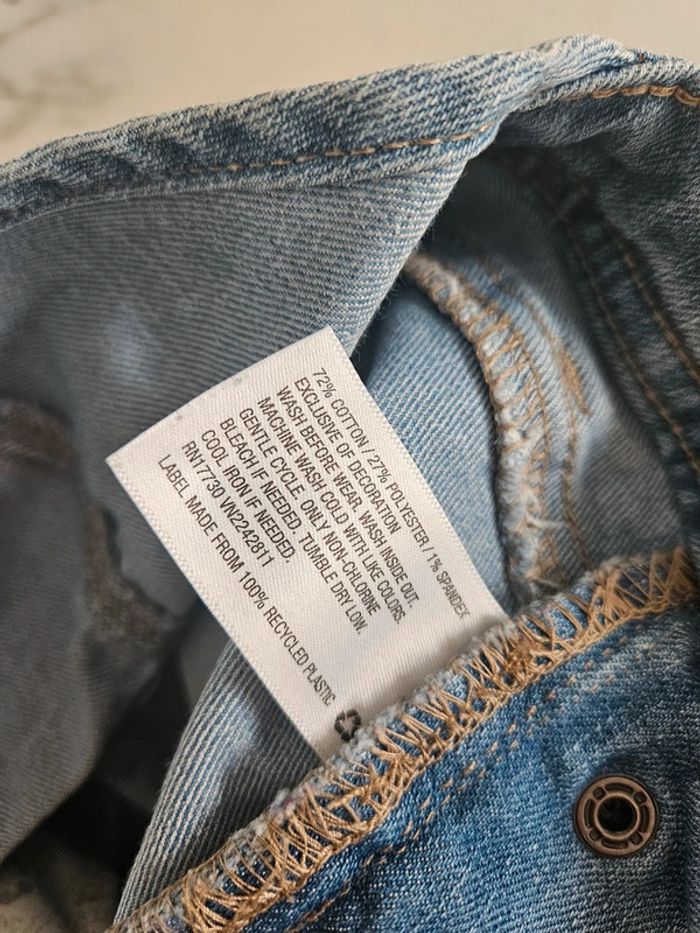 72% COTTON / 27% POLYESTER / 1% SPANDEX
EXCLUSIVE OF DECORATION
WASH BEFORE WEAR. WASH INSIDE OUT.
MACHINE WASH COLD WITH LIKE COLORS.
GENTLE CYCLE. ONLY NON-CHLORINE
BLEACH IF NEEDED. TUMBLE DRY LOW.
COOL IRON IF NEEDED.
RN17730 VN2242811
LABEL MADE FROM 100% RECYCLED PLASTIC